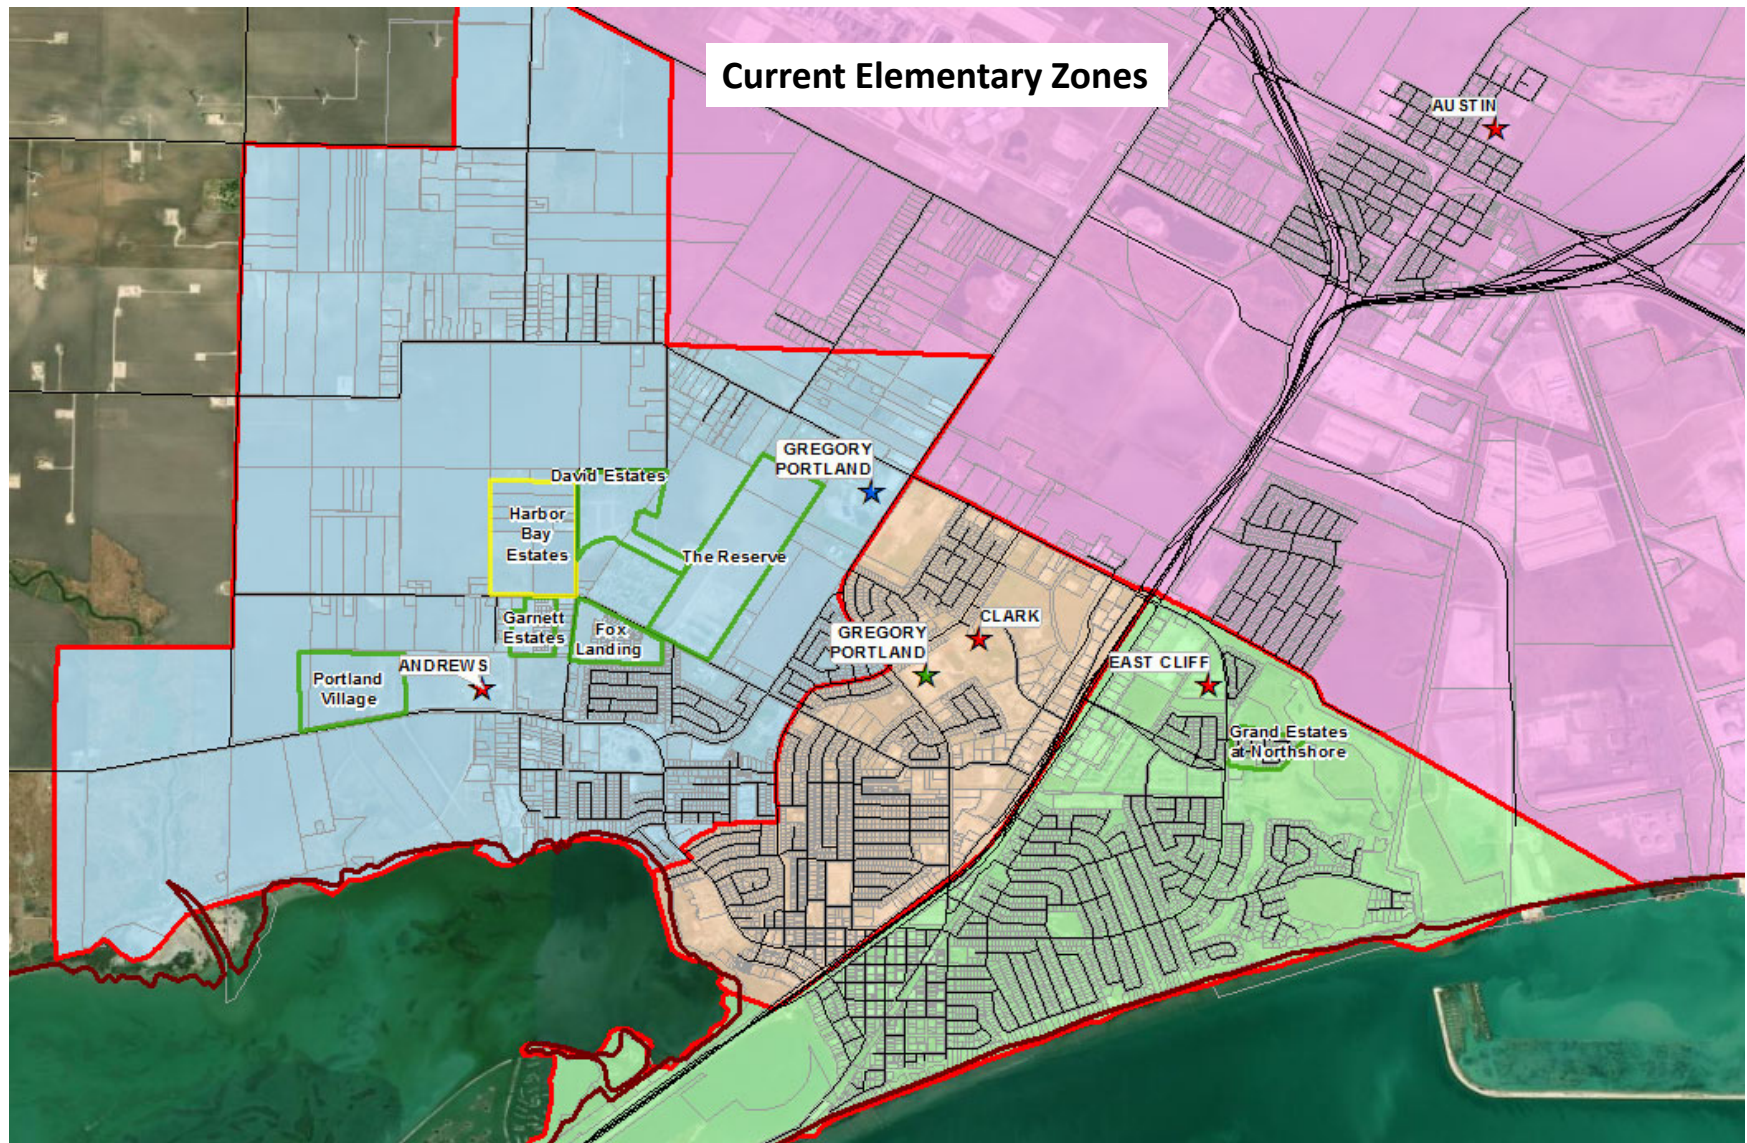 Current Elementary Zones
AUSTIN
GREGORY
PORTLAND
David Estates
Harbor
Bay
Estates
The Reserve
Garnett
Estates
Fox
Landing
CLARK
GREGORY
PORTLAND
ANDREWS
EAST CLIFF
Portland
Village
Grand Estates
at Northshore